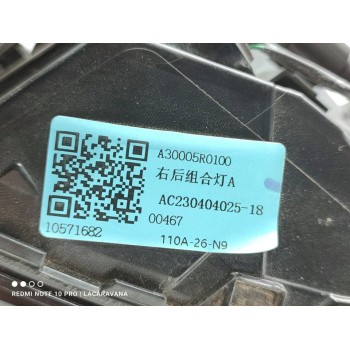 A30005R0100
右后组合灯A
AC230404025-18
00467
10571682
110A-26-N9
REDMI NOTE 10 PRO | LACARAVANA